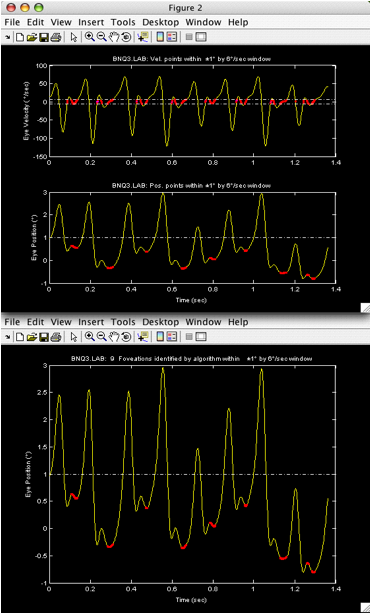 Figure 2
File Edit View Insert Tools Desktop Window Help
BNQ3.LAB: Vel. points within ±1° by 6°/sec window
Eye Velocity (°/sec)
100
50
0
-50
-100
-150
0 0.2 0.4 0.6 0.8 1 1.2 1.4
BNQ3.LAB: Pos. points within ±1° by 6°/sec window
Eye Position (°)
3
2
1
0
-1
0 0.2 0.4 0.6 0.8 1 1.2 1.4
Time (sec)
File Edit View Insert Tools Desktop Window Help
BNQ3.LAB: 9 Foveations identified by algorithm within ±1° by 6°/sec window
Eye Position (°)
3
2.5
2
1.5
1
0.5
0
-0.5
-1
0 0.2 0.4 0.6 0.8 1 1.2 1.4
Time (sec)